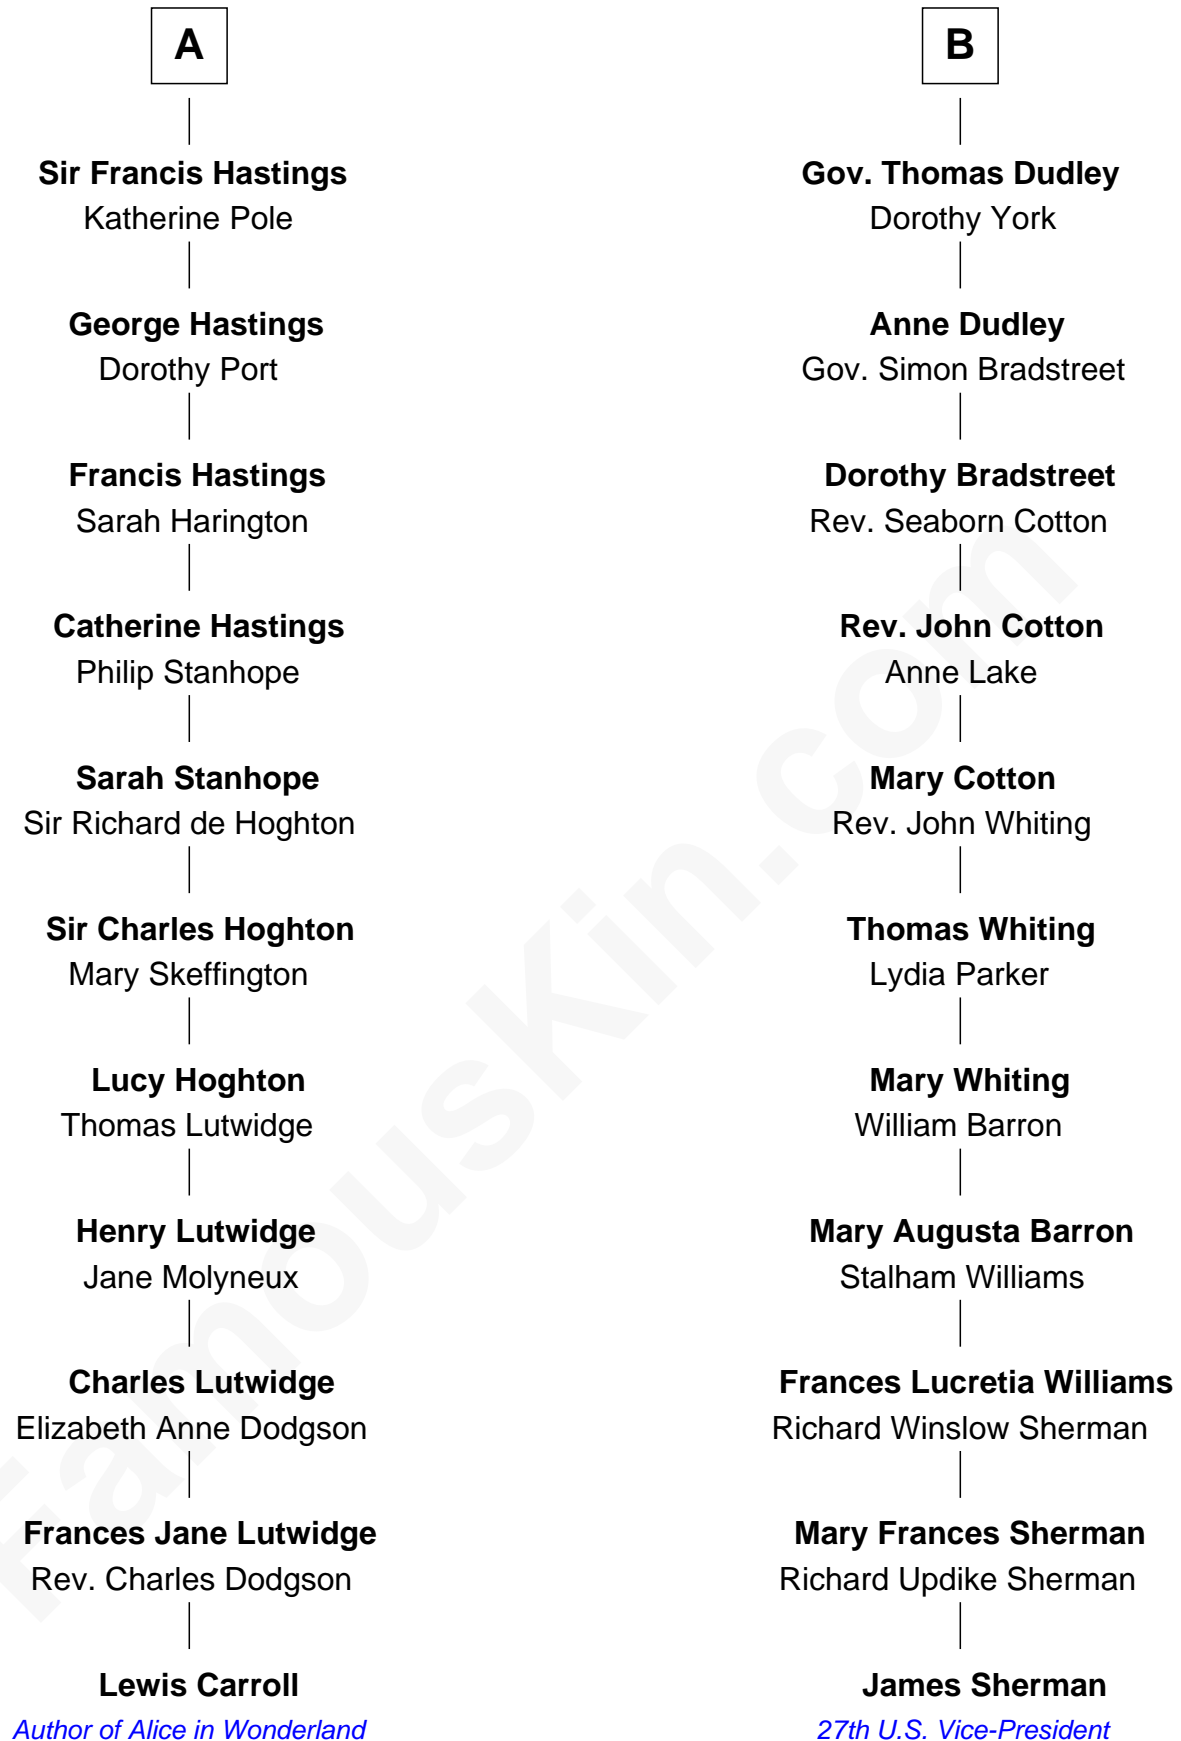 A
Sir Francis Hastings
Katherine Pole
George Hastings
Dorothy Port
Francis Hastings
Sarah Harington
Catherine Hastings
Philip Stanhope
Sarah Stanhope
Sir Richard de Hoghton
Sir Charles Hoghton
Mary Skeffington
Lucy Hoghton
Thomas Lutwidge
Henry Lutwidge
Jane Molyneux
Charles Lutwidge
Elizabeth Anne Dodgson
Frances Jane Lutwidge
Rev. Charles Dodgson
Lewis Carroll
Author of Alice in Wonderland
B
Gov. Thomas Dudley
Dorothy York
Anne Dudley
Gov. Simon Bradstreet
Dorothy Bradstreet
Rev. Seaborn Cotton
Rev. John Cotton
Anne Lake
Mary Cotton
Rev. John Whiting
Thomas Whiting
Lydia Parker
Mary Whiting
William Barron
Mary Augusta Barron
Stalham Williams
Frances Lucretia Williams
Richard Winslow Sherman
Mary Frances Sherman
Richard Updike Sherman
James Sherman
27th U.S. Vice-President
FamousKin.com